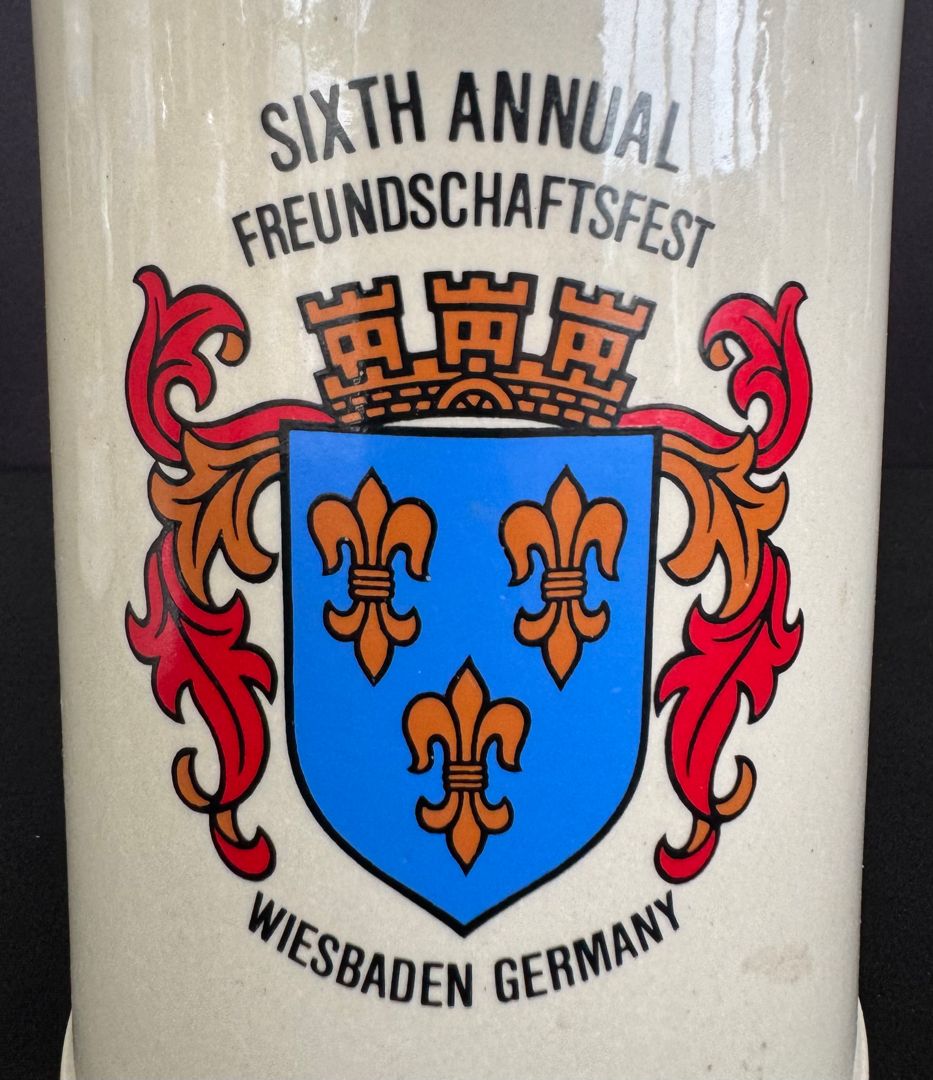 SIXTH ANNUAL
FREUNDSCHAFTSFEST
WIESBADEN GERMANY